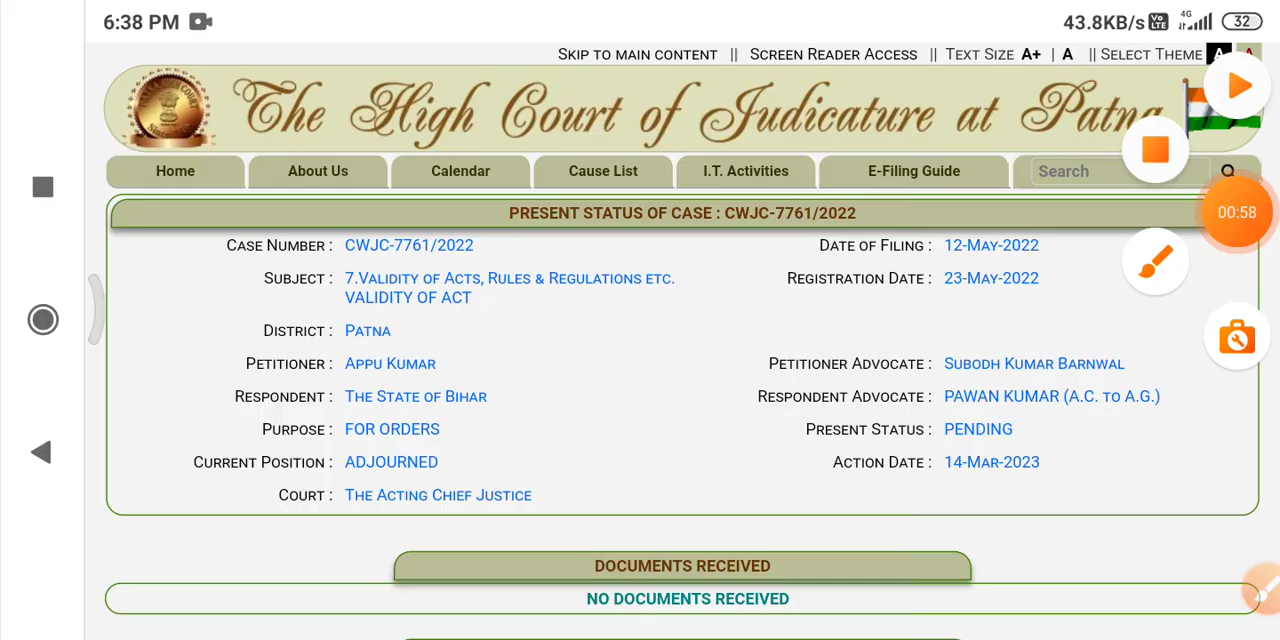 6:38 PM
43.8KB/s Vo LTE 4G 32
SKIP TO MAIN CONTENT || SCREEN READER ACCESS || TEXT SIZE A+ | A || SELECT THEME A A
The High Court of Judicature at Patna
Home About Us Calendar Cause List I.T. Activities E-Filing Guide Search
PRESENT STATUS OF CASE : CWJC-7761/2022
00:58
CASE NUMBER : CWJC-7761/2022 DATE OF FILING : 12-MAY-2022
SUBJECT : 7.VALIDITY OF ACTS, RULES & REGULATIONS ETC. REGISTRATION DATE : 23-MAY-2022
VALIDITY OF ACT
DISTRICT : PATNA
PETITIONER : APPU KUMAR PETITIONER ADVOCATE : SUBODH KUMAR BARNWAL
RESPONDENT : THE STATE OF BIHAR RESPONDENT ADVOCATE : PAWAN KUMAR (A.C. TO A.G.)
PURPOSE : FOR ORDERS PRESENT STATUS : PENDING
CURRENT POSITION : ADJOURNED ACTION DATE : 14-MAR-2023
COURT : THE ACTING CHIEF JUSTICE
DOCUMENTS RECEIVED
NO DOCUMENTS RECEIVED